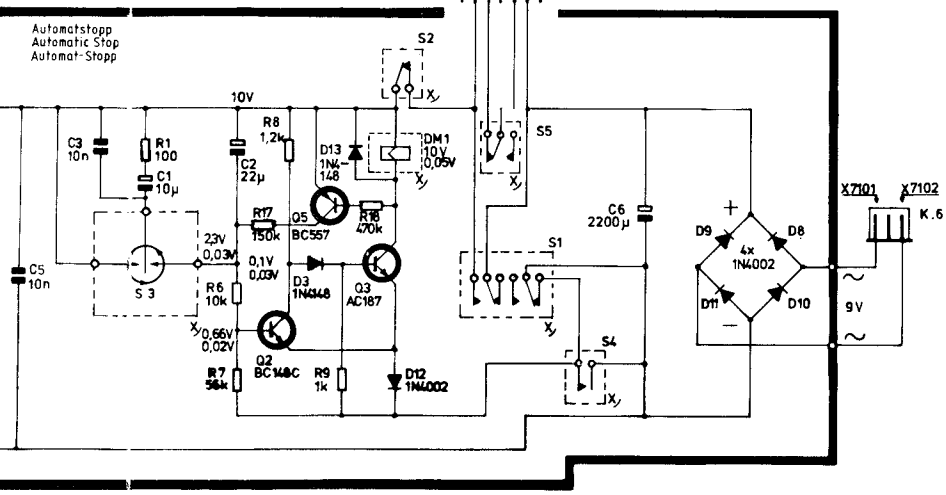 Automatstopp
Automatic Stop
Automat-Stopp
S2
X
10V
C3
10n
R1
100
C1
10µ
C2
22µ
R8
1,2k
D13
1N4-
148
DM1
10V
0,05V
X
S5
X
C6
2200µ
X7101
X7102
K.6
R17
150k
Q5
BC557
R18
470k
D9
D8
4x
1N4002
D11
D10
+
−
~
9V
~
2,3V
0,03V
S3
X
C5
10n
0,1V
0,03V
R6
10k
D3
1N4148
Q3
AC187
S1
X
0,66V
0,02V
Q2
BC148C
R7
56k
R9
1k
D12
1N4002
S4
X